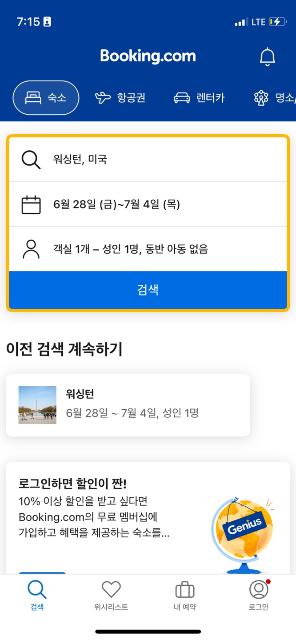 7:15
LTE
Booking.com
숙소
항공권
렌터카
명소
워싱턴, 미국
6월 28일 (금)~7월 4일 (목)
객실 1개 – 성인 1명, 동반 아동 없음
검색
이전 검색 계속하기
워싱턴
6월 28일 ~ 7월 4일, 성인 1명
로그인하면 할인이 짠!
10% 이상 할인을 받고 싶다면
Booking.com의 무료 멤버십에
가입하고 혜택을 제공하는 숙소를...
Genius
검색
위시리스트
내 예약
로그인